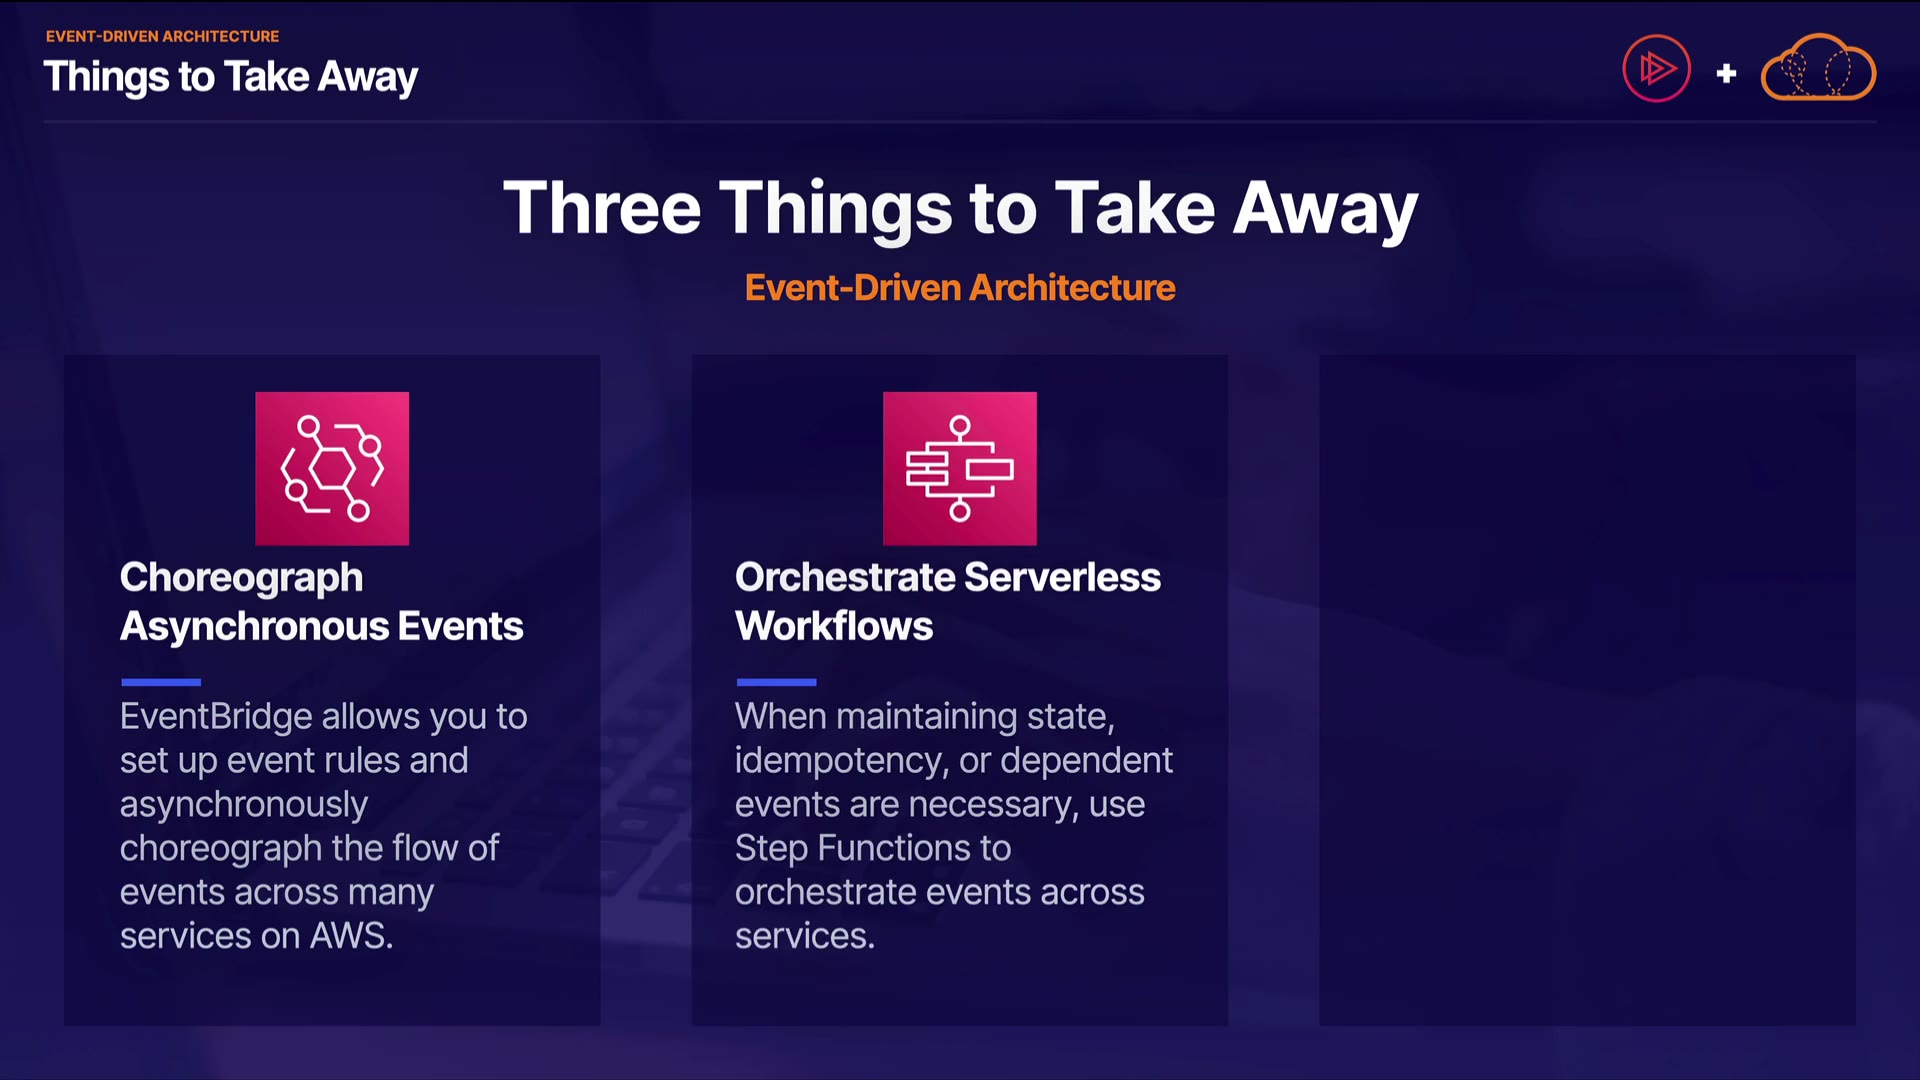 EVENT-DRIVEN ARCHITECTURE
Things to Take Away
Three Things to Take Away
Event-Driven Architecture
Choreograph
Asynchronous Events
EventBridge allows you to
set up event rules and
asynchronously
choreograph the flow of
events across many
services on AWS.
Orchestrate Serverless
Workflows
When maintaining state,
idempotency, or dependent
events are necessary, use
Step Functions to
orchestrate events across
services.